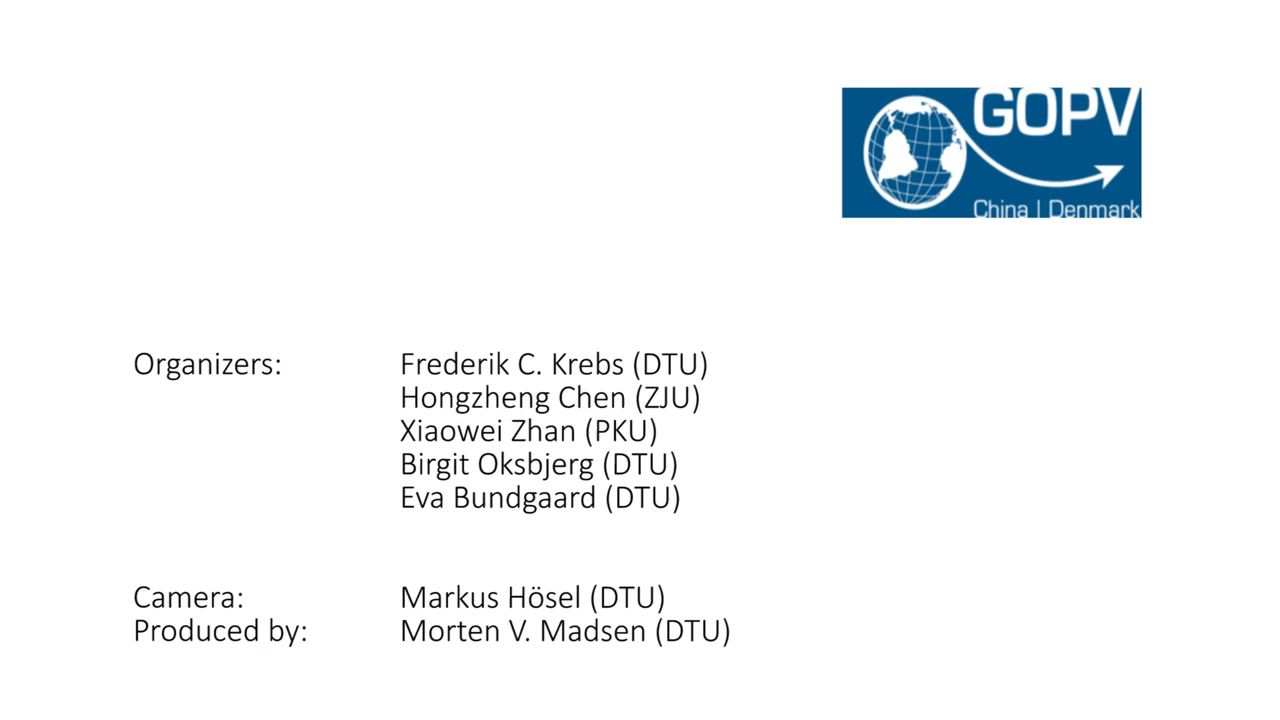 GOPV
China | Denmark
Organizers: Frederik C. Krebs (DTU)
Hongzheng Chen (ZJU)
Xiaowei Zhan (PKU)
Birgit Oksbjerg (DTU)
Eva Bundgaard (DTU)
Camera: Markus Hösel (DTU)
Produced by: Morten V. Madsen (DTU)